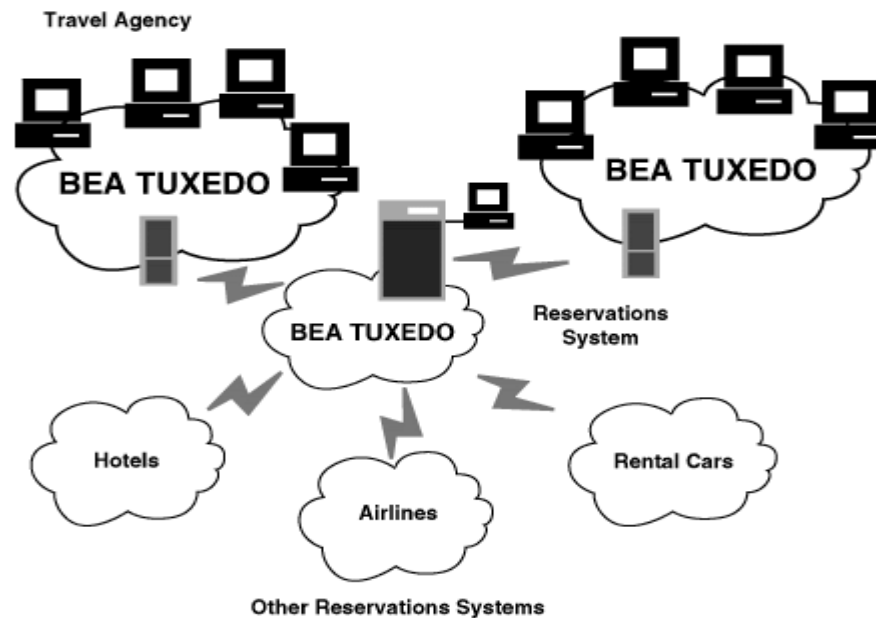 Travel Agency
BEA TUXEDO
BEA TUXEDO
BEA TUXEDO
Reservations
System
Hotels
Airlines
Rental Cars
Other Reservations Systems